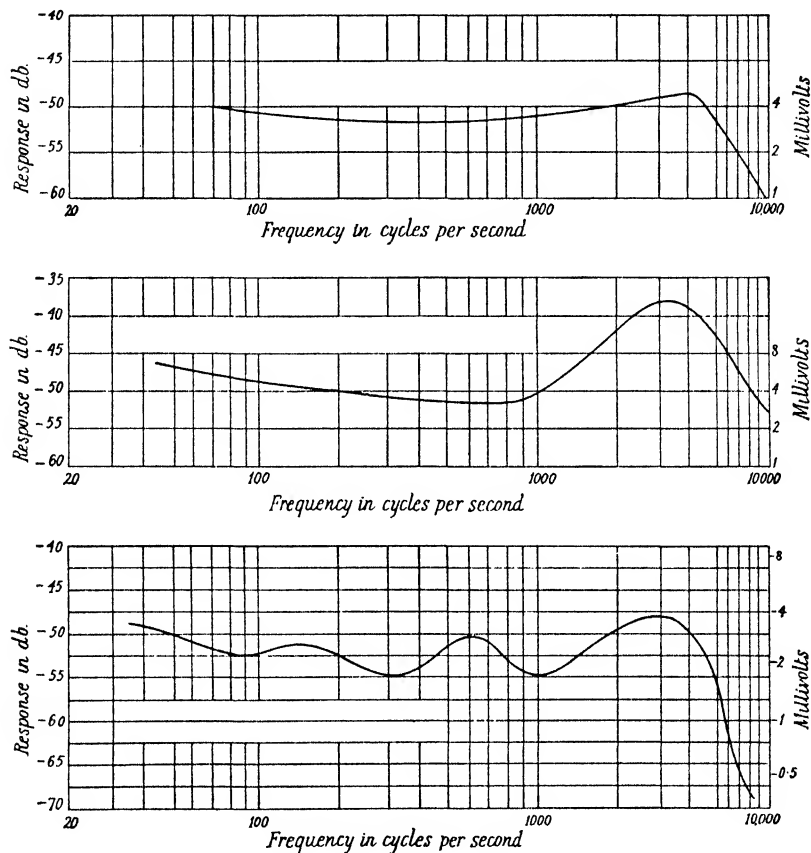 Response in db.
-40
-45
-50
-55
-60
4
2
1
Millivolts
20 100 1000 10,000
Frequency in cycles per second
Response in db.
-35
-40
-45
-50
-55
-60
8
4
2
1
Millivolts
20 100 1000 10000
Frequency in cycles per second
Response in db.
-40
-45
-50
-55
-60
-65
-70
-8
-4
-2
-1
-0.5
Millivolts
20 100 1000 10,000
Frequency in cycles per second